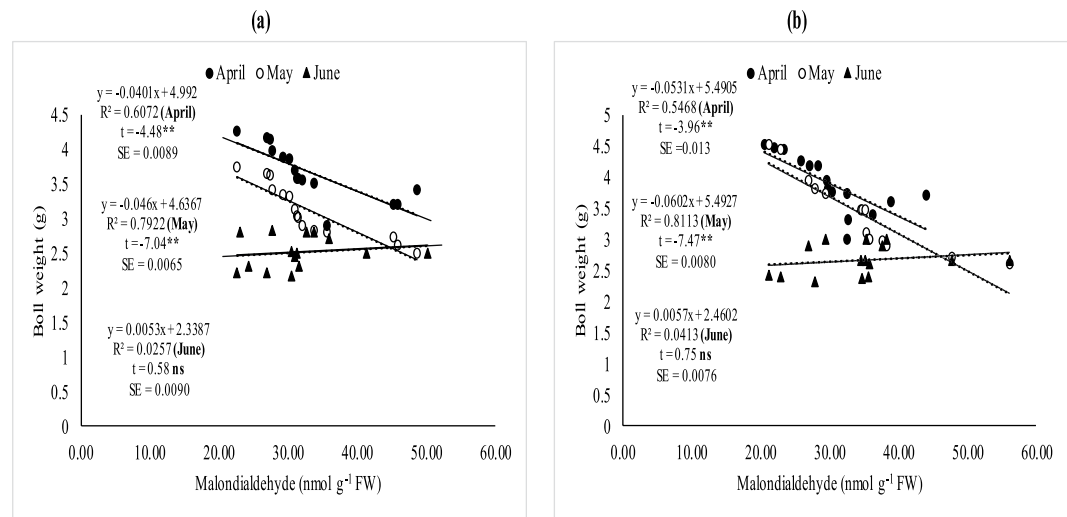 (a)
● April ○ May ▲ June
y = -0.0401x + 4.992
R² = 0.6072 (April)
t = -4.48**
SE = 0.0089
y = -0.046x + 4.6367
R² = 0.7922 (May)
t = -7.04**
SE = 0.0065
y = 0.0053x + 2.3387
R² = 0.0257 (June)
t = 0.58 ns
SE = 0.0090
Boll weight (g)
4.5
4
3.5
3
2.5
2
1.5
1
0.5
0
0.00 10.00 20.00 30.00 40.00 50.00 60.00
Malondialdehyde (nmol g⁻¹ FW)
(b)
● April ○ May ▲ June
y = -0.0531x + 5.4905
R² = 0.5468 (April)
t = -3.96**
SE = 0.013
y = -0.0602x + 5.4927
R² = 0.8113 (May)
t = -7.47**
SE = 0.0080
y = 0.0057x + 2.4602
R² = 0.0413 (June)
t = 0.75 ns
SE = 0.0076
Boll weight (g)
5
4.5
4
3.5
3
2.5
2
1.5
1
0.5
0
0.00 10.00 20.00 30.00 40.00 50.00 60.00
Malondialdehyde (nmol g⁻¹ FW)